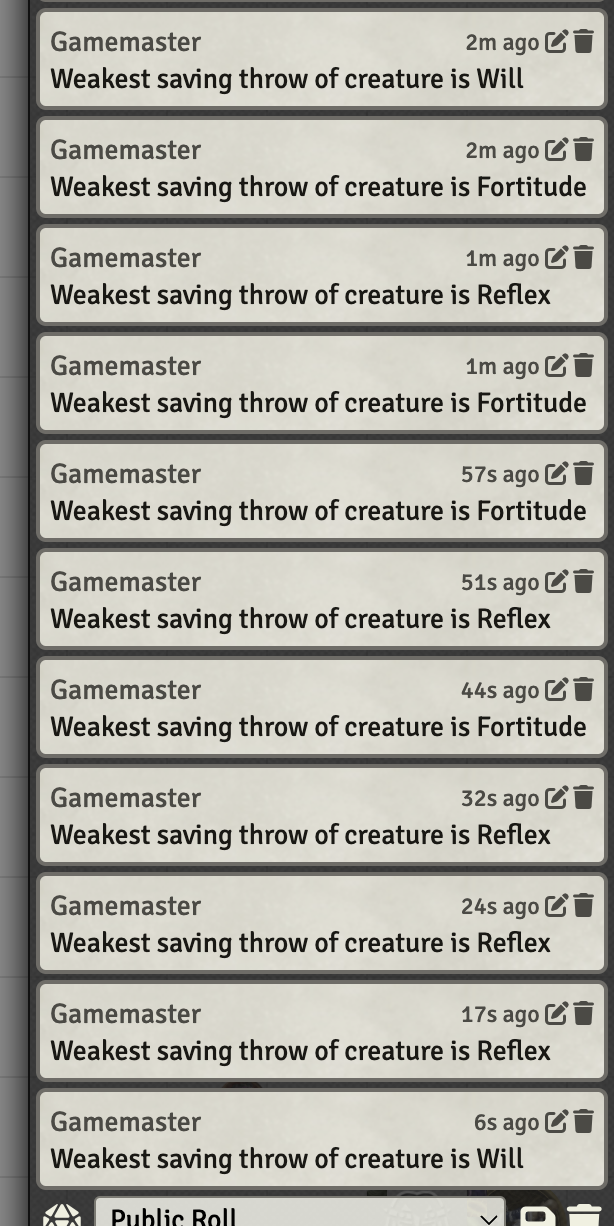 Gamemaster 2m ago
Weakest saving throw of creature is Will
Gamemaster 2m ago
Weakest saving throw of creature is Fortitude
Gamemaster 1m ago
Weakest saving throw of creature is Reflex
Gamemaster 1m ago
Weakest saving throw of creature is Fortitude
Gamemaster 57s ago
Weakest saving throw of creature is Fortitude
Gamemaster 51s ago
Weakest saving throw of creature is Reflex
Gamemaster 44s ago
Weakest saving throw of creature is Fortitude
Gamemaster 32s ago
Weakest saving throw of creature is Reflex
Gamemaster 24s ago
Weakest saving throw of creature is Reflex
Gamemaster 17s ago
Weakest saving throw of creature is Reflex
Gamemaster 6s ago
Weakest saving throw of creature is Will
Public Roll